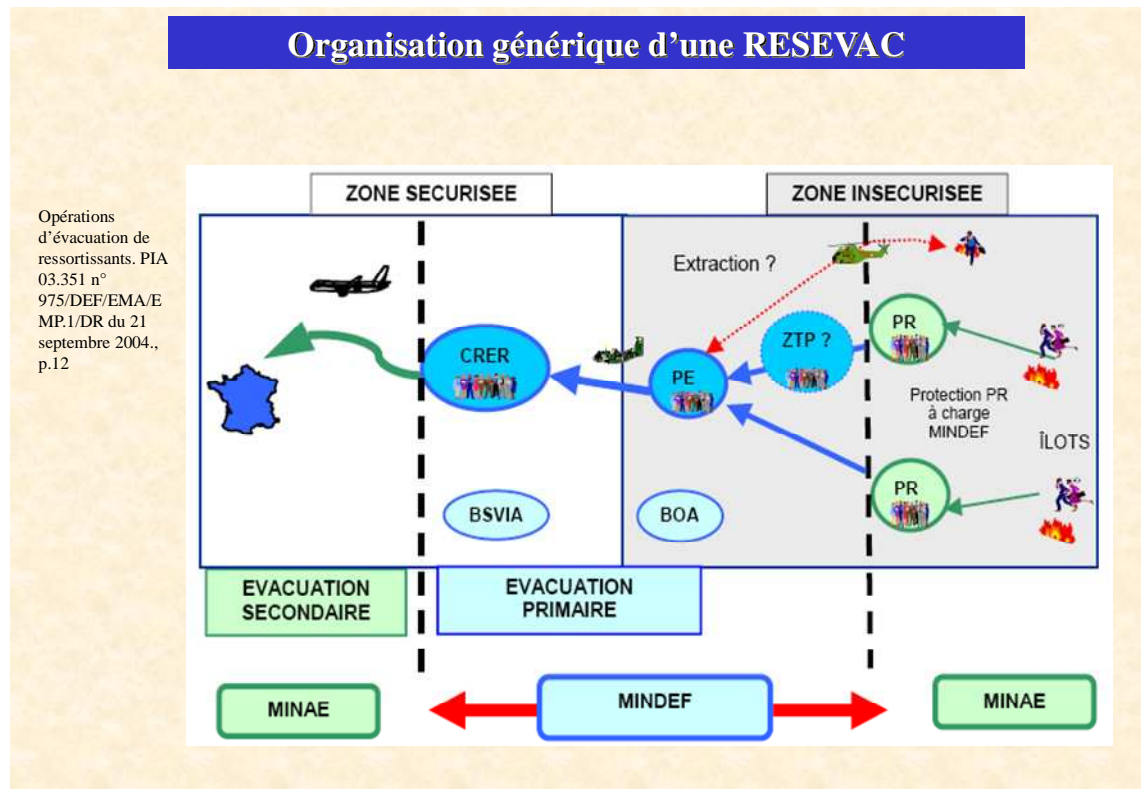 Organisation générique d'une RESEVAC
Opérations
d'évacuation de
ressortissants. PIA
03.351 n°
975/DEF/EMA/E
MP.1/DR du 21
septembre 2004.,
p.12
ZONE SECURISEE
ZONE INSECURISEE
Extraction ?
CRER
PE
ZTP ?
PR
Protection PR
à charge
MINDEF
ÎLOTS
PR
BSVIA
BOA
EVACUATION
SECONDAIRE
EVACUATION
PRIMAIRE
MINAE
MINDEF
MINAE